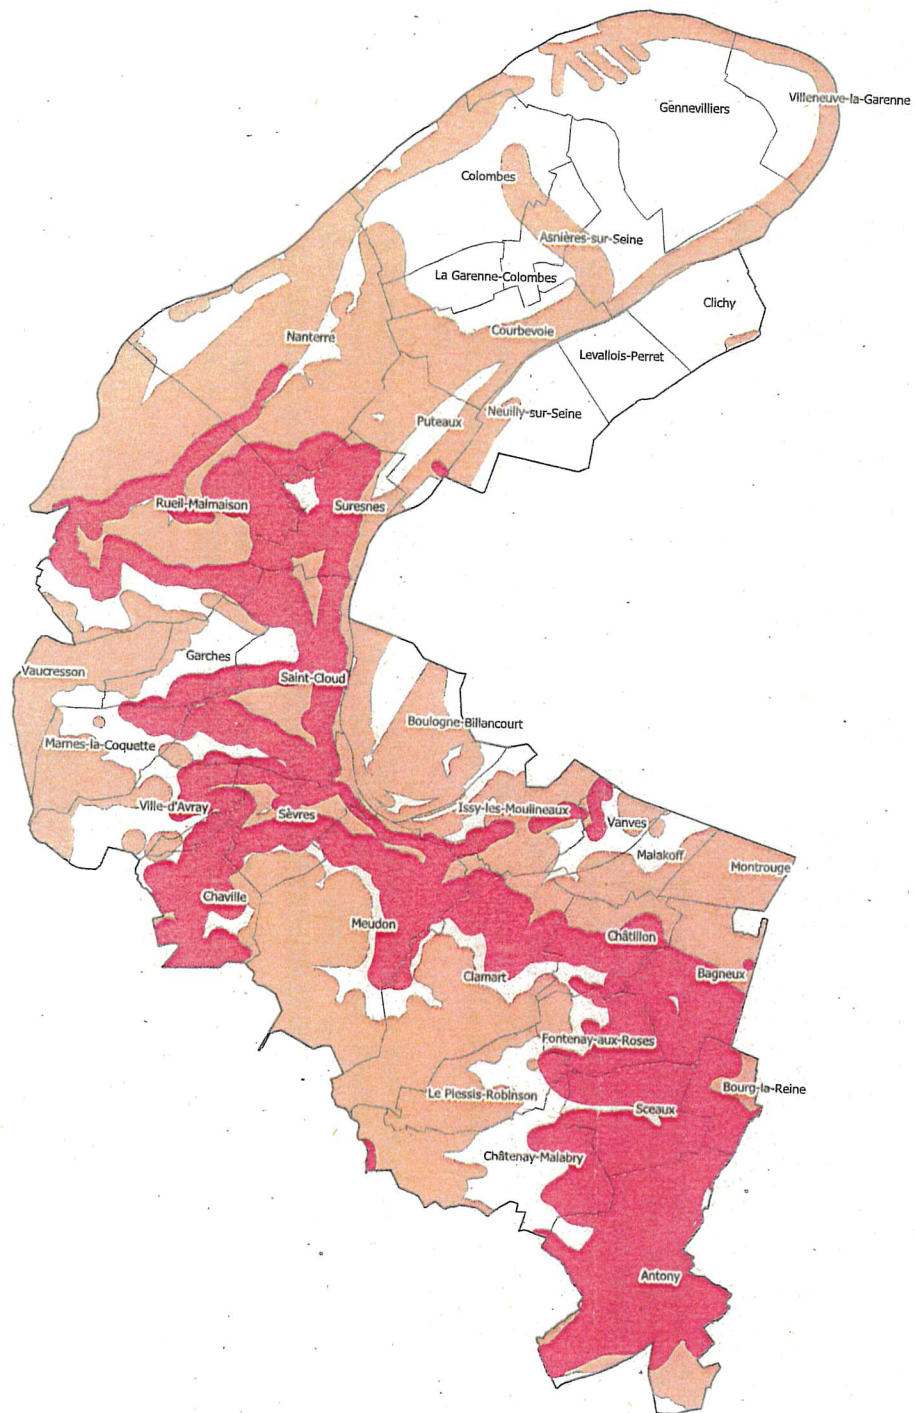 Villeneuve-la-Garenne
Gennevilliers
Colombes
Asnières-sur-Seine
La Garenne-Colombes
Clichy
Courbevoie
Nanterre
Levallois-Perret
Neuilly-sur-Seine
Puteaux
Rueil-Malmaison
Suresnes
Garches
Vaucresson
Saint-Cloud
Boulogne-Billancourt
Marnes-la-Coquette
Ville-d'Avray
Issy-les-Moulineaux
Sèvres
Vanves
Malakoff
Montrouge
Chaville
Meudon
Châtillon
Clamart
Bagneux
Fontenay-aux-Roses
Le Plessis-Robinson
Bourg-la-Reine
Sceaux
Châtenay-Malabry
Antony